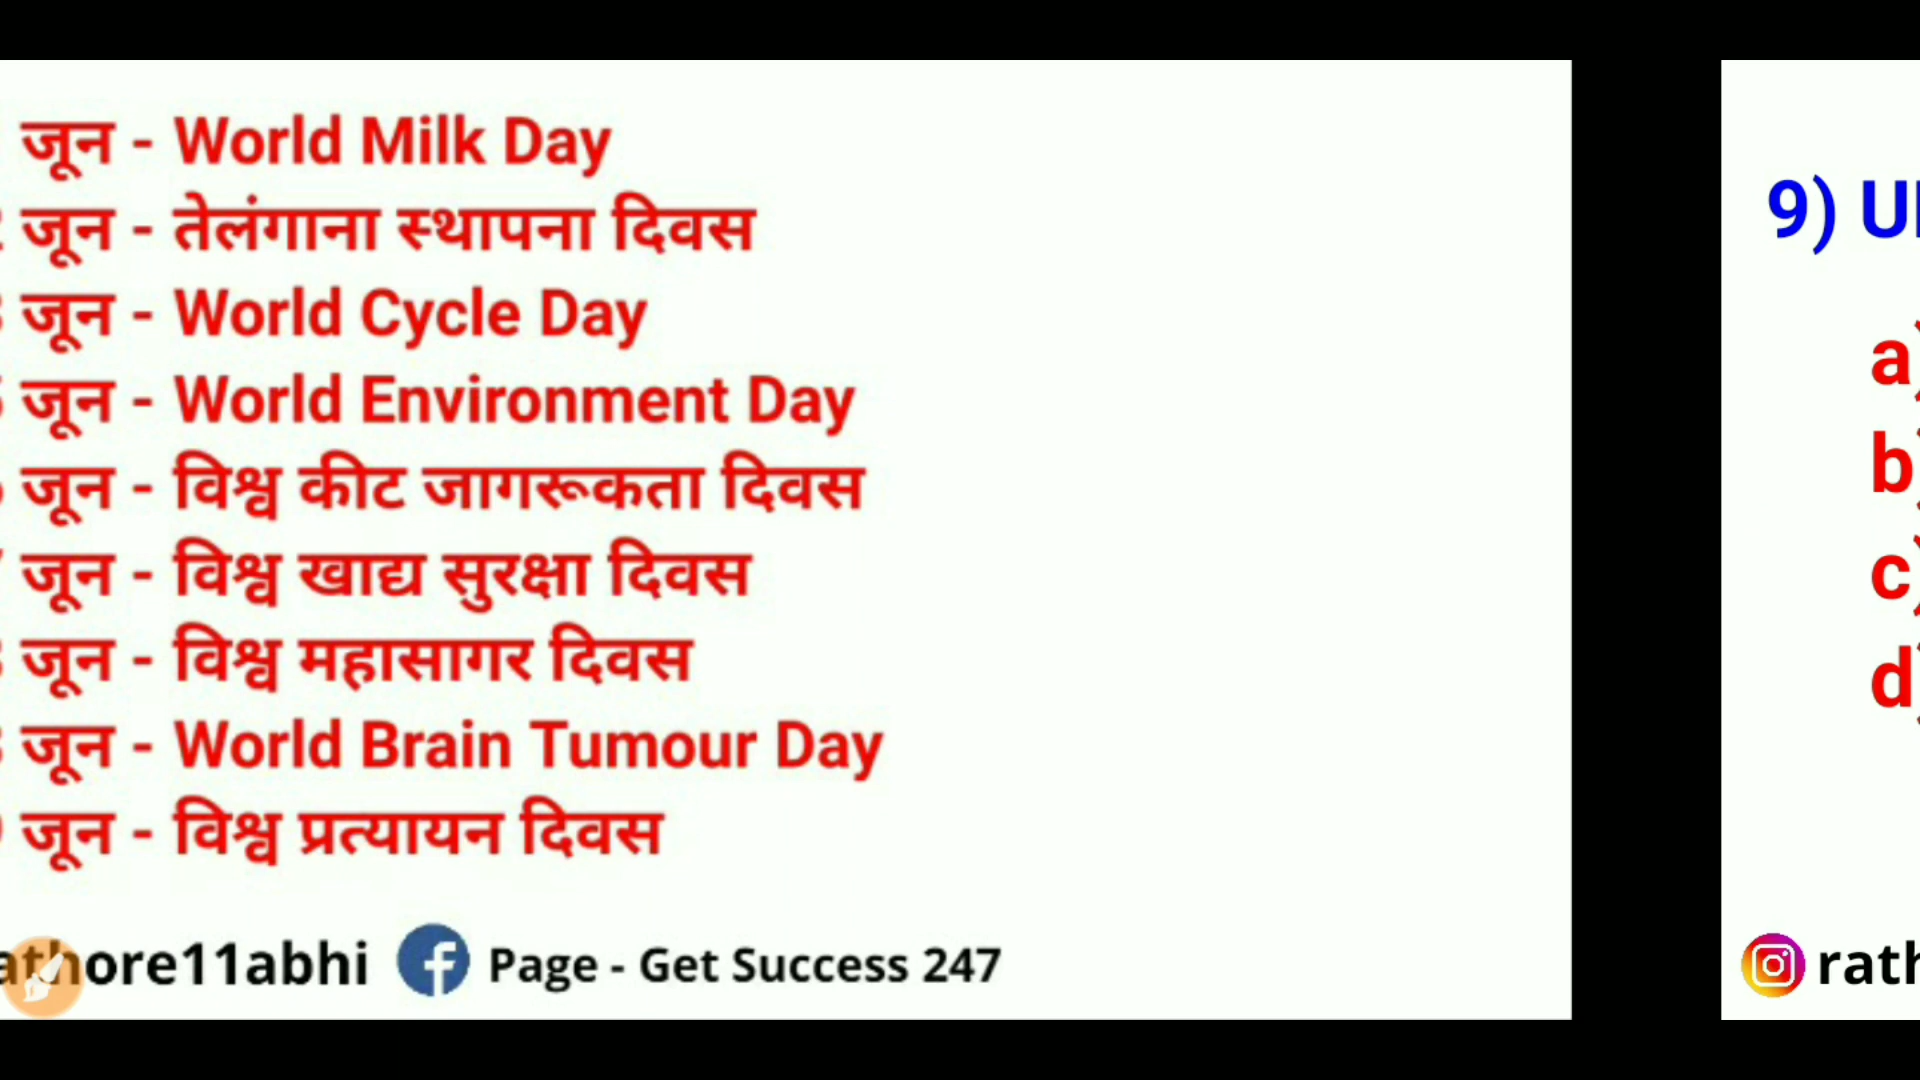 जून - World Milk Day
जून - तेलंगाना स्थापना दिवस
जून - World Cycle Day
जून - World Environment Day
जून - विश्व कीट जागरूकता दिवस
जून - विश्व खाद्य सुरक्षा दिवस
जून - विश्व महासागर दिवस
जून - World Brain Tumour Day
जून - विश्व प्रत्यायन दिवस
athore11abhi Page - Get Success 247
9)
a)
b)
c)
d)
rath